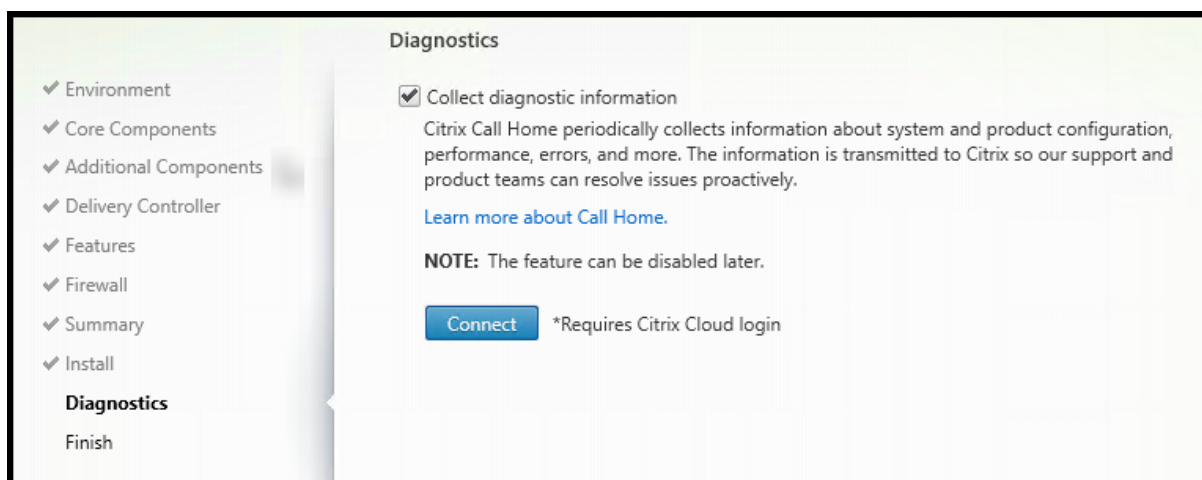 Diagnostics
Environment
Core Components
Additional Components
Delivery Controller
Features
Firewall
Summary
Install
Diagnostics
Finish
Collect diagnostic information
Citrix Call Home periodically collects information about system and product configuration,
performance, errors, and more. The information is transmitted to Citrix so our support and
product teams can resolve issues proactively.
Learn more about Call Home.
NOTE: The feature can be disabled later.
Connect *Requires Citrix Cloud login